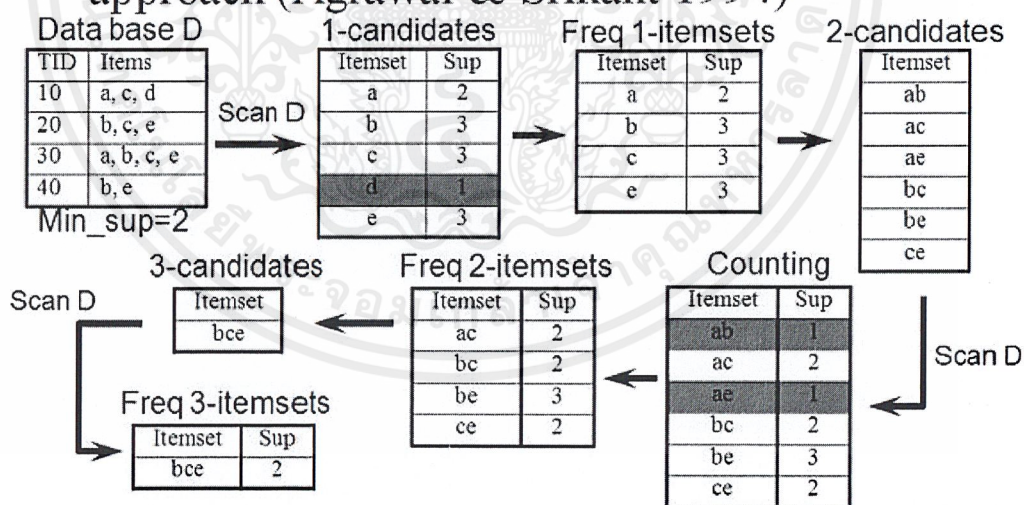 approach (Agrawal & Srikant 1994)
Data base D
TID Items
10 a, c, d
20 b, c, e
30 a, b, c, e
40 b, e
Min_sup=2
Scan D
1-candidates
Itemset Sup
a 2
b 3
c 3
d 1
e 3
Freq 1-itemsets
Itemset Sup
a 2
b 3
c 3
e 3
2-candidates
Itemset
ab
ac
ae
bc
be
ce
Scan D
Counting
Itemset Sup
ab 1
ac 2
ae 1
bc 2
be 3
ce 2
Freq 2-itemsets
Itemset Sup
ac 2
bc 2
be 3
ce 2
3-candidates
Itemset
bce
Scan D
Freq 3-itemsets
Itemset Sup
bce 2